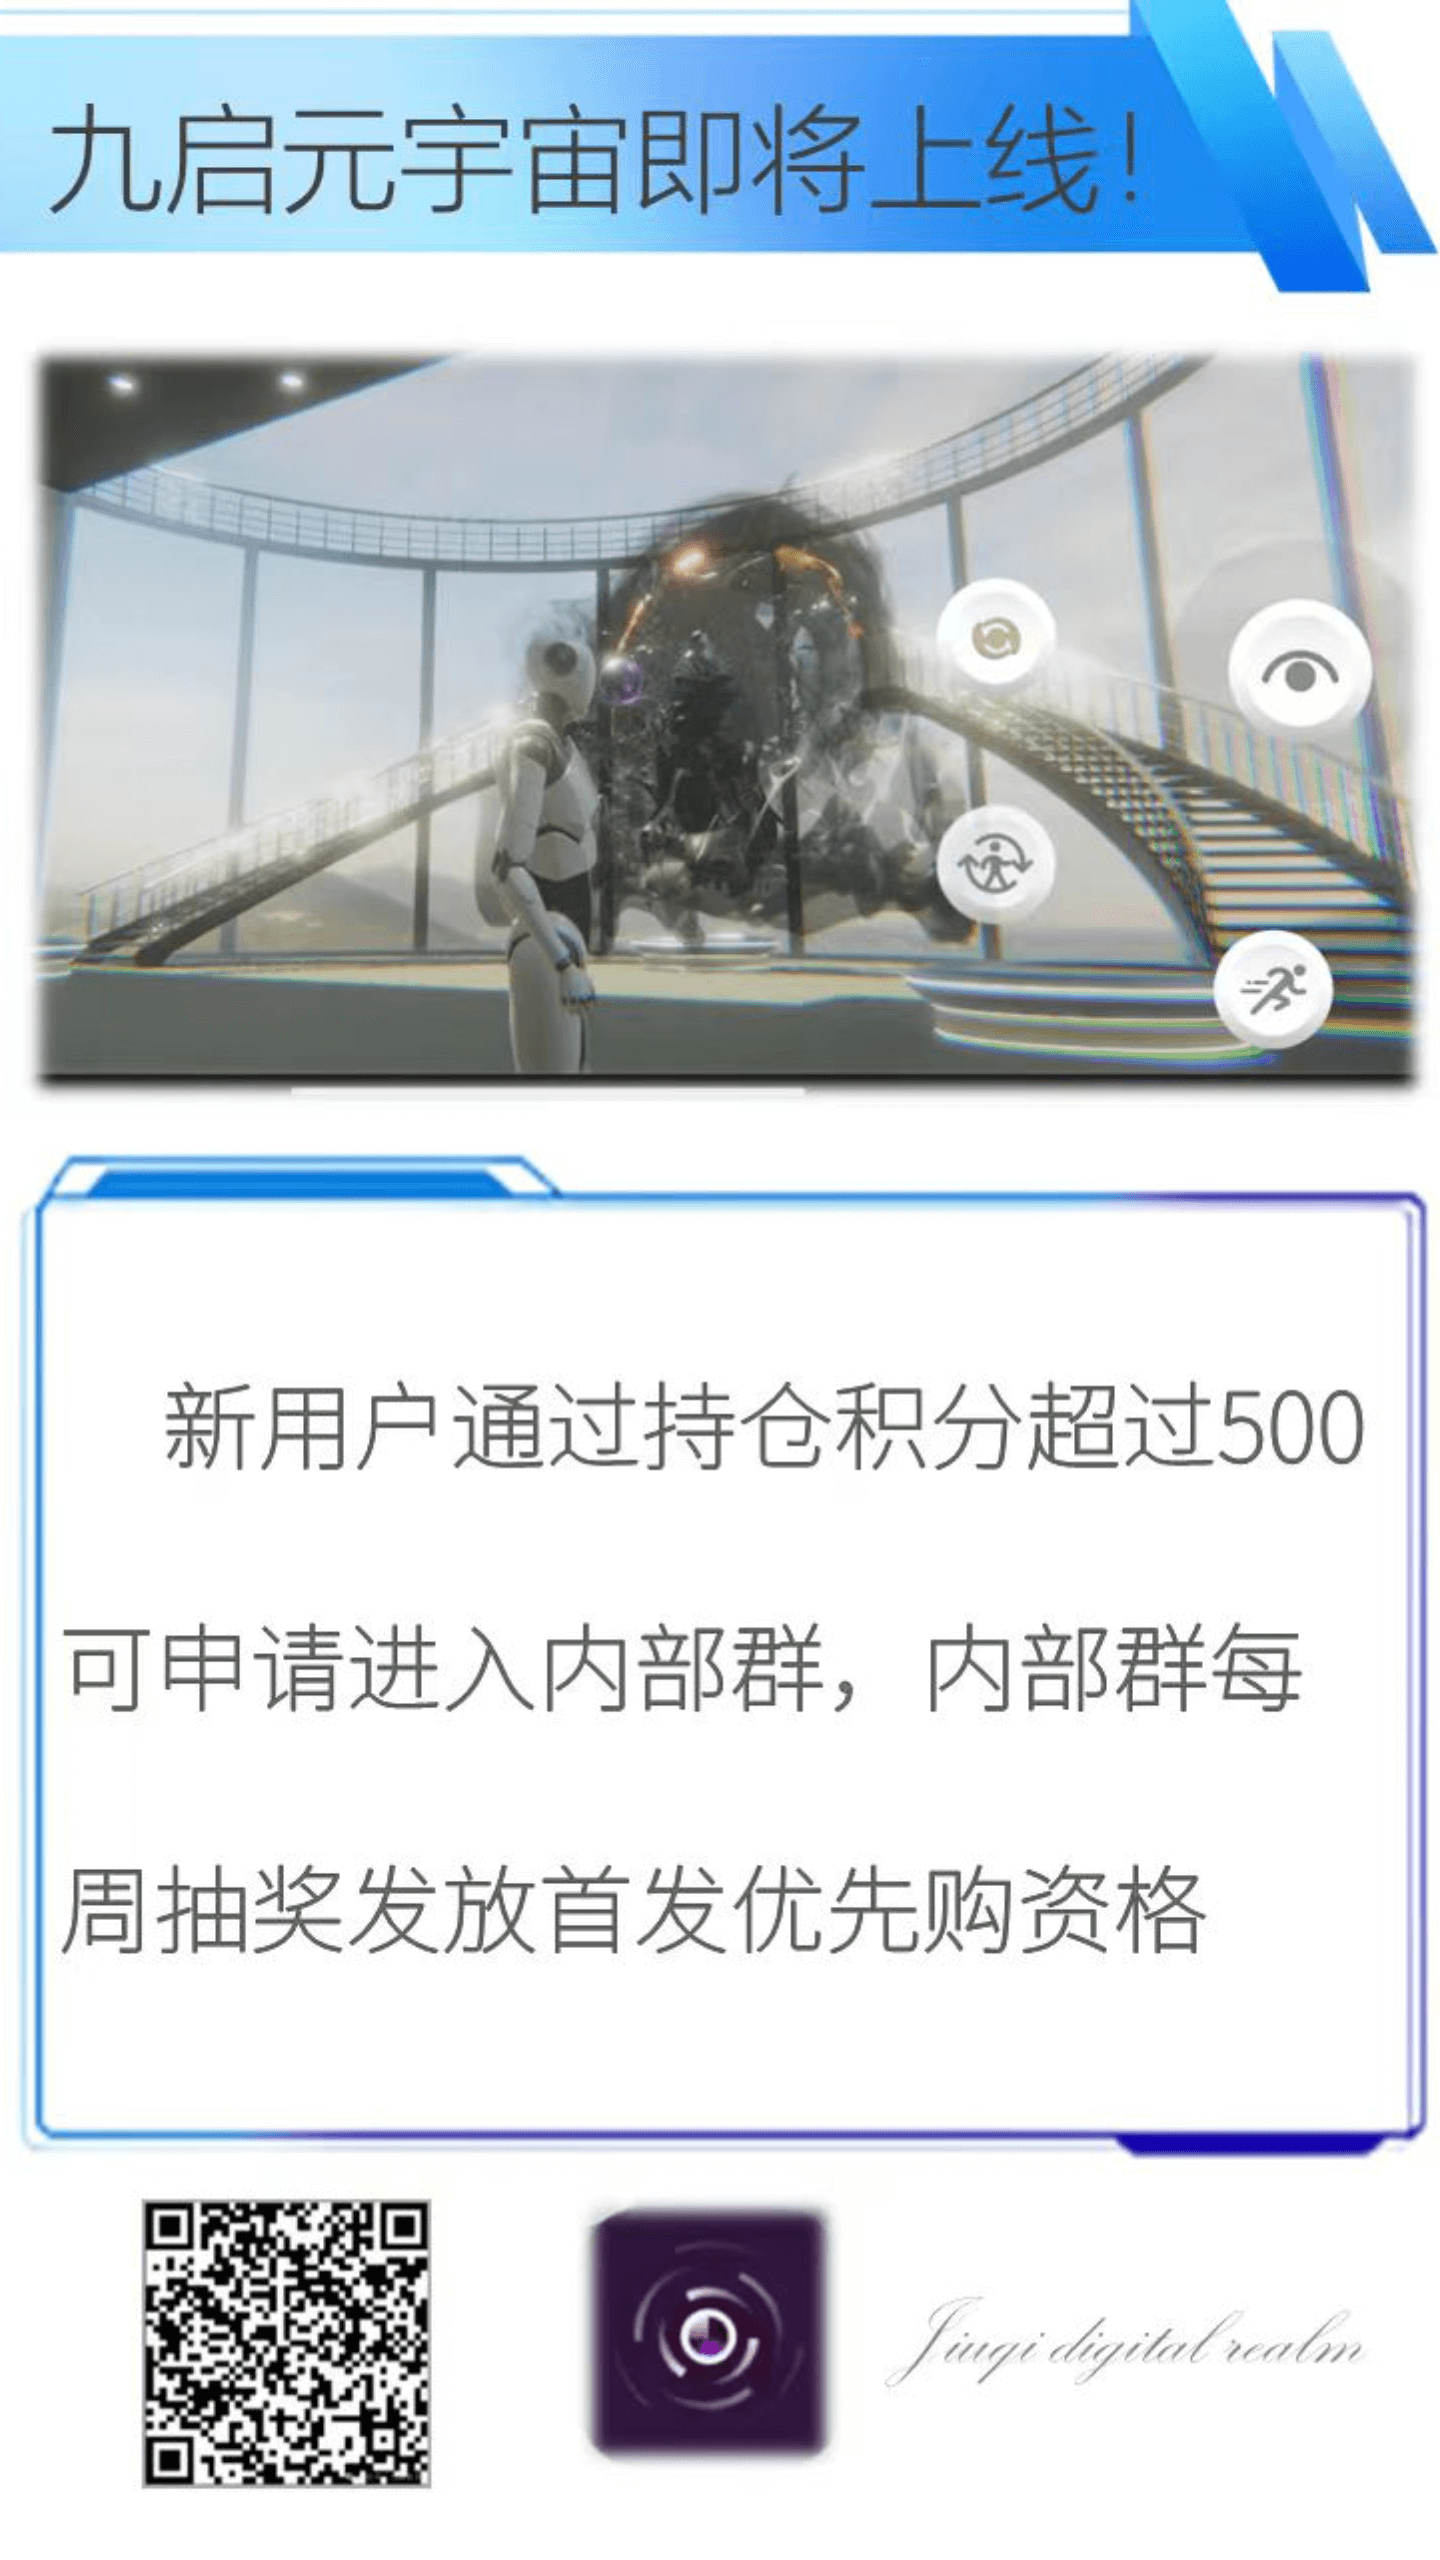 九启元宇宙即将上线！
新用户通过持仓积分超过500
可申请进入内部群，内部群每
周抽奖发放首发优先购资格
Jiuqi digital realm